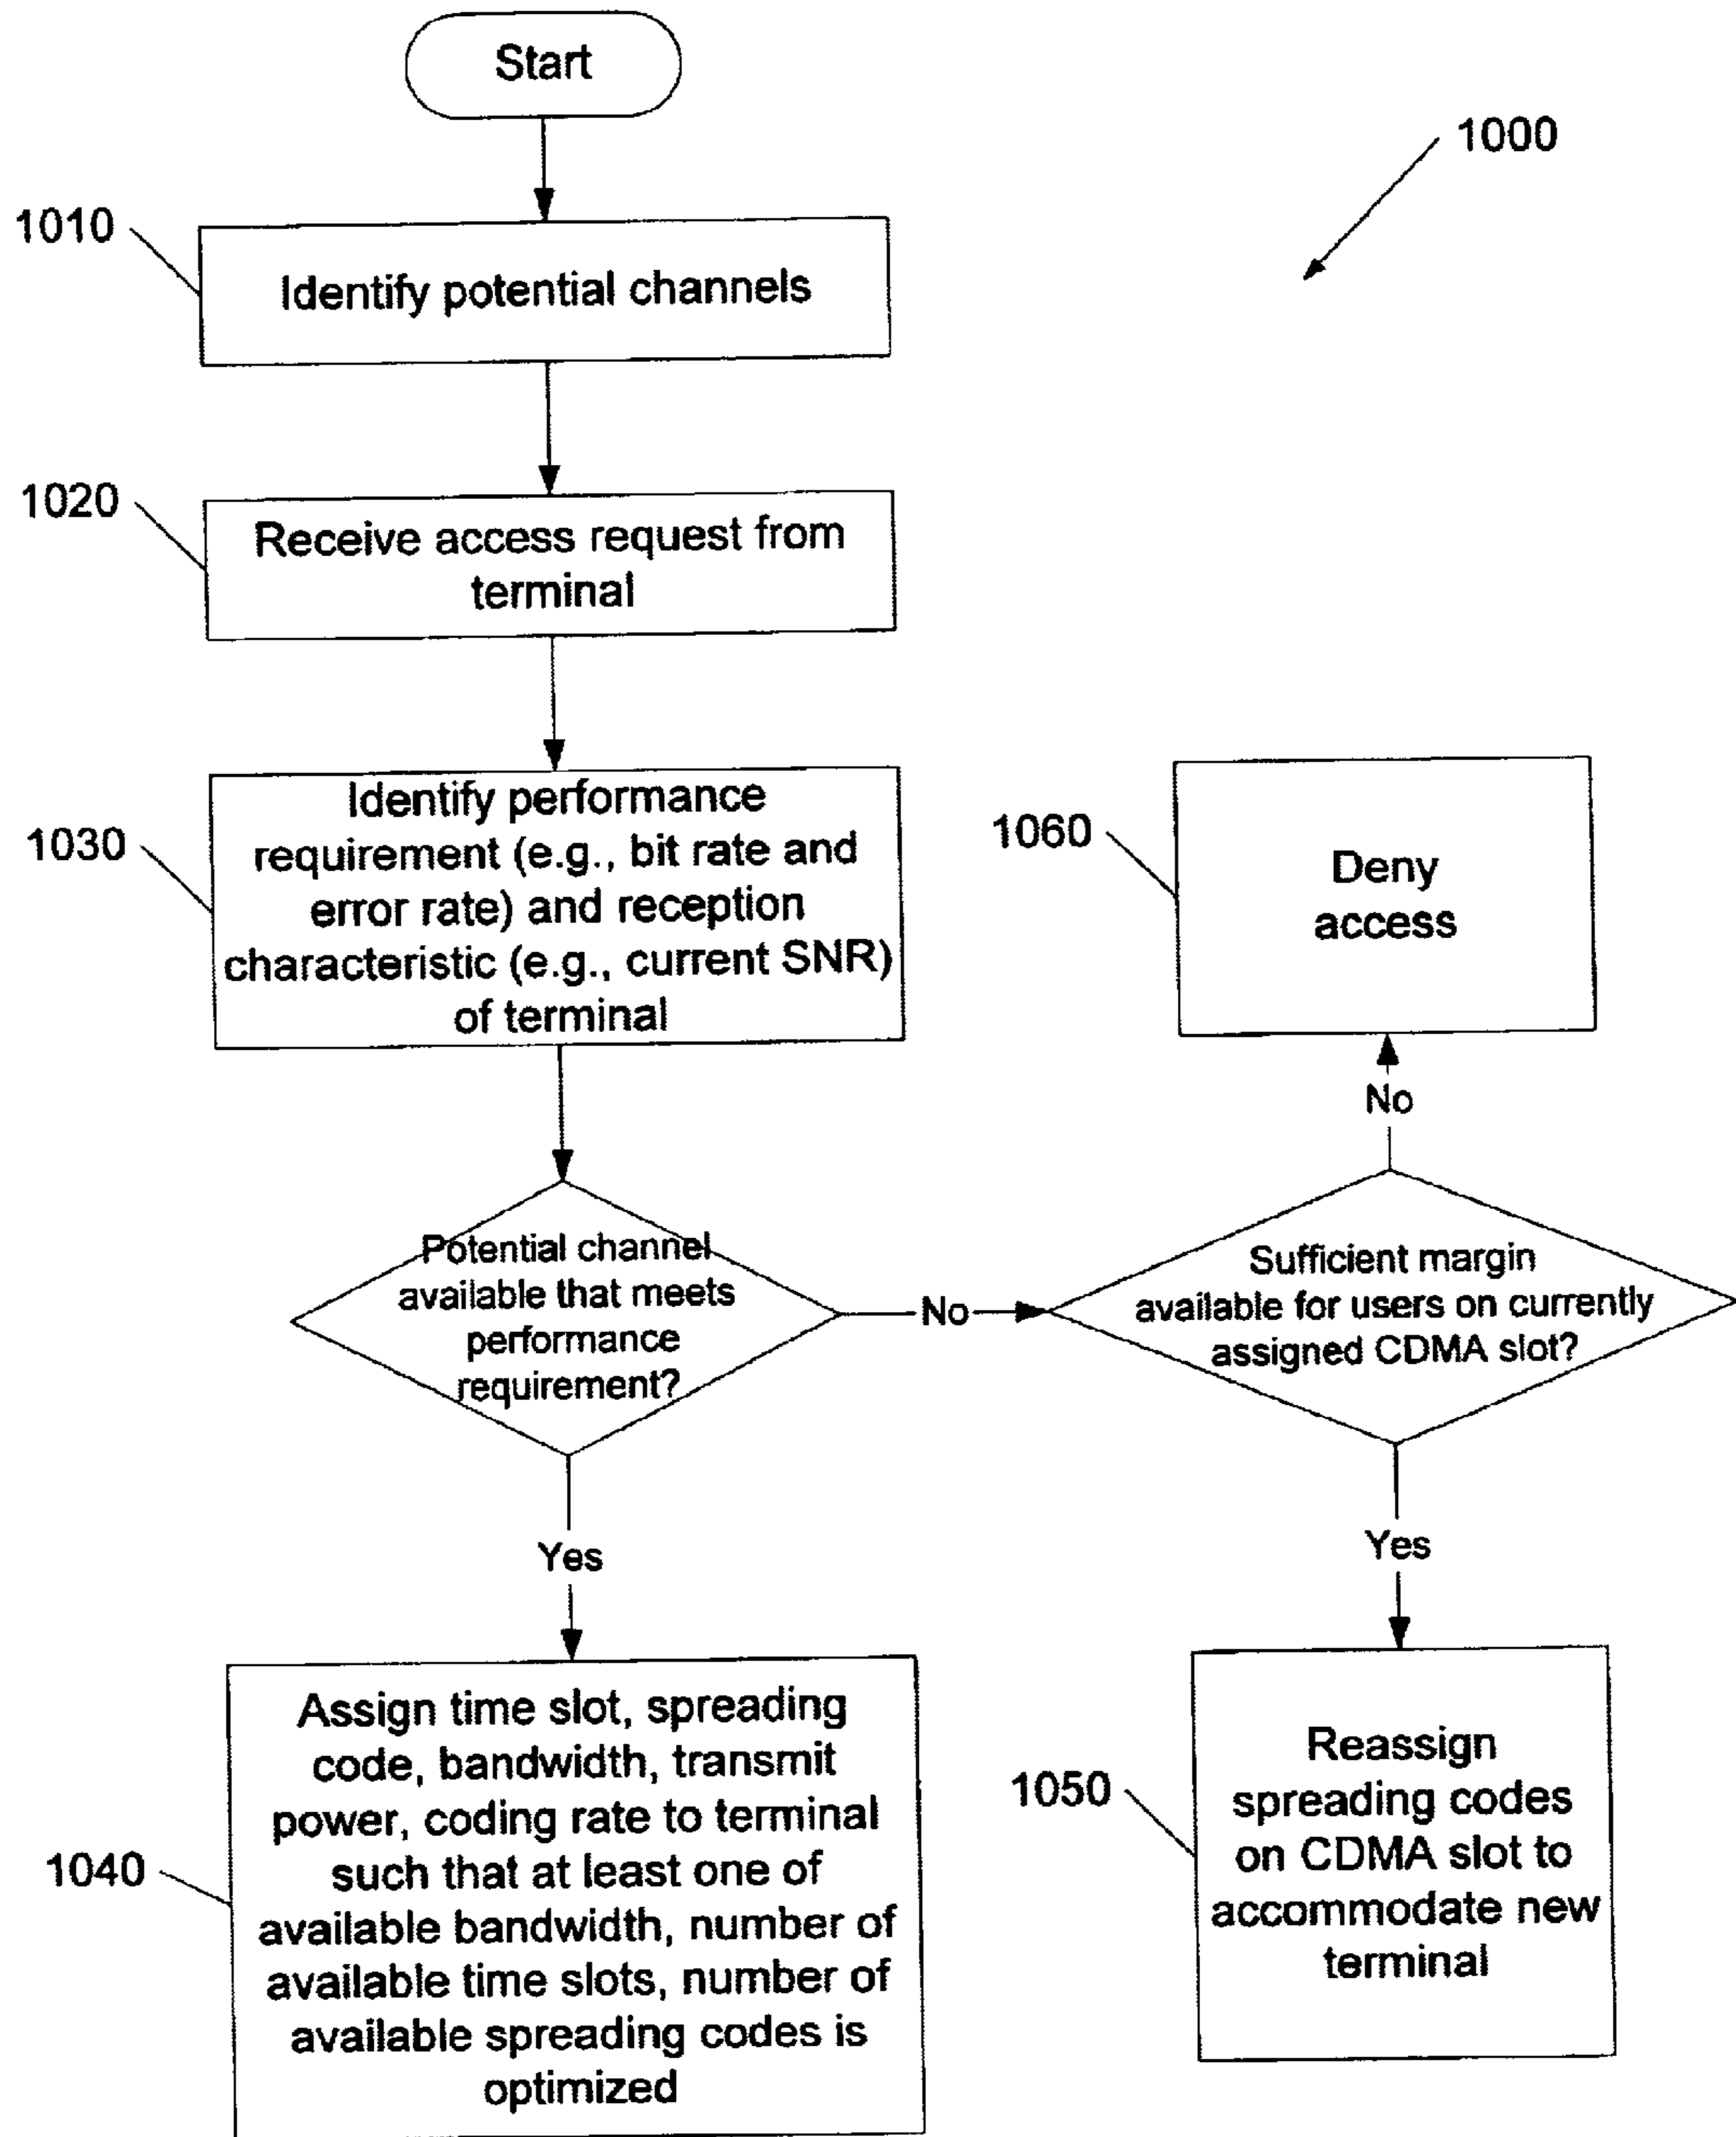 Start
1000
1010
Identify potential channels
1020
Receive access request from
terminal
1030
Identify performance
requirement (e.g., bit rate and
error rate) and reception
characteristic (e.g., current SNR)
of terminal
1060
Deny
access
No
Potential channel
available that meets
performance
requirement?
No
Sufficient margin
available for users on currently
assigned CDMA slot?
Yes
Yes
1040
Assign time slot, spreading
code, bandwidth, transmit
power, coding rate to terminal
such that at least one of
available bandwidth, number of
available time slots, number of
available spreading codes is
optimized
1050
Reassign
spreading codes
on CDMA slot to
accommodate new
terminal